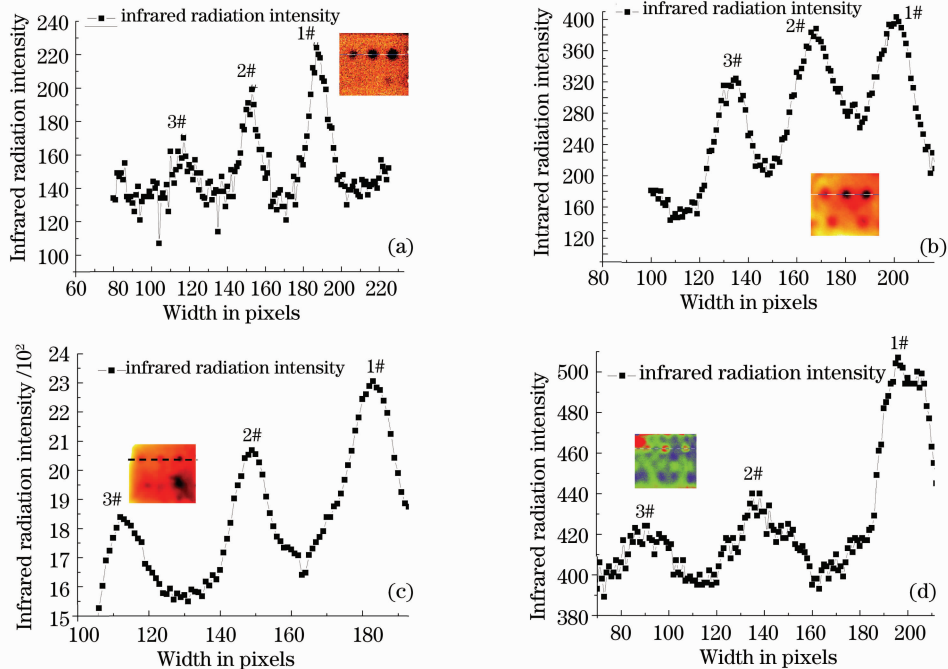 infrared radiation intensity
240
220
200
180
160
140
120
100
Infrared radiation intensity
1#
2#
3#
(a)
60 80 100 120 140 160 180 200 220
Width in pixels
infrared radiation intensity
400
360
320
280
240
200
160
120
Intrared radiation intensity
1#
2#
3#
(b)
80 100 120 140 160 180 200
Width in pixels
infrared radiation intensity
24
23
22
21
20
19
18
17
16
15
Infrared radiation intensity /10²
1#
2#
3#
(c)
100 120 140 160 180
Width in pixels
infrared radiation intensity
500
480
460
440
420
400
380
Infrared radiation intensity
1#
2#
3#
(d)
80 100 120 140 160 180 200
Width in pixels